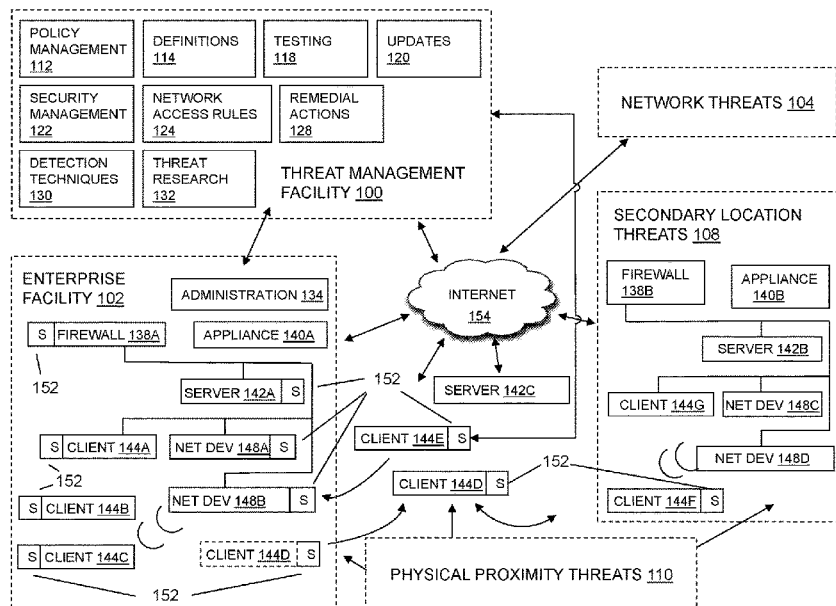 POLICY
MANAGEMENT
112
DEFINITIONS
114
TESTING
118
UPDATES
120
SECURITY
MANAGEMENT
122
NETWORK
ACCESS RULES
124
REMEDIAL
ACTIONS
128
DETECTION
TECHNIQUES
130
THREAT
RESEARCH
132
THREAT MANAGEMENT
FACILITY 100
NETWORK THREATS 104
SECONDARY LOCATION
THREATS 108
FIREWALL
138B
APPLIANCE
140B
SERVER 142B
CLIENT 144G
NET DEV 148C
NET DEV 148D
CLIENT 144F S
ENTERPRISE
FACILITY 102
ADMINISTRATION 134
S FIREWALL 138A
APPLIANCE 140A
152
SERVER 142A S
152
S CLIENT 144A
NET DEV 148A S
152
S CLIENT 144B
NET DEV 148B S
S CLIENT 144C
CLIENT 144D S
152
INTERNET
154
SERVER 142C
CLIENT 144E S
CLIENT 144D S
152
PHYSICAL PROXIMITY THREATS 110